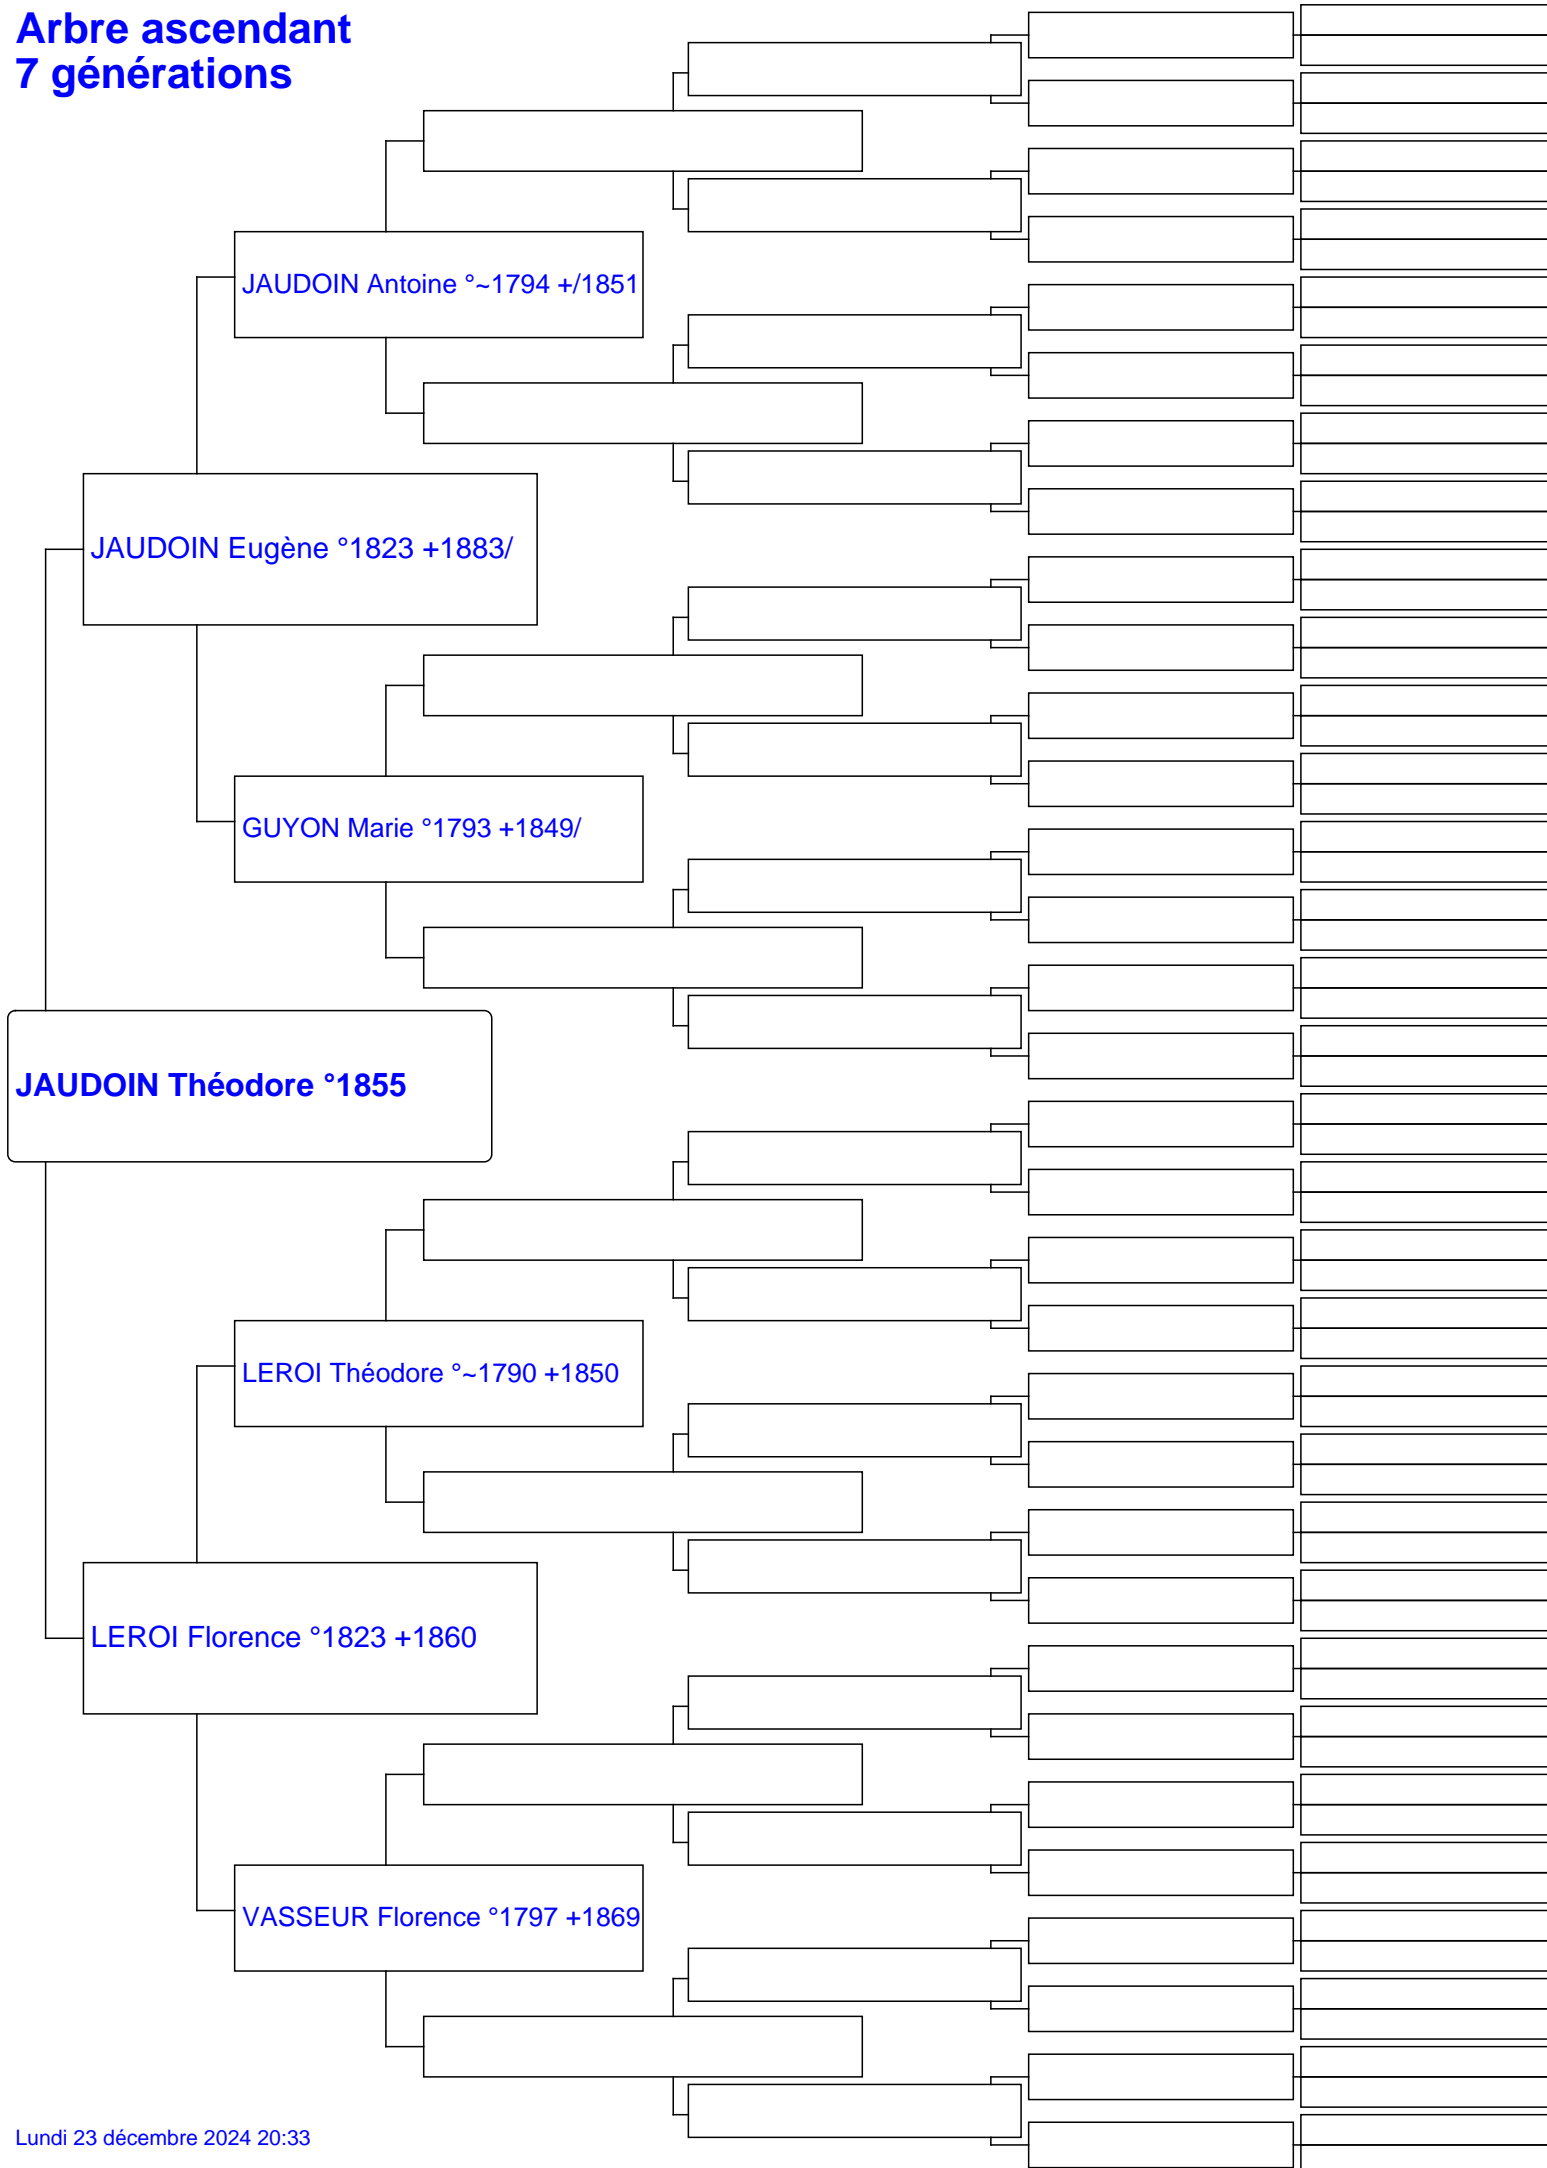 Arbre ascendant
7 générations
JAUDOIN Antoine °~1794 +/1851
JAUDOIN Eugène °1823 +1883/
GUYON Marie °1793 +1849/
JAUDOIN Théodore °1855
LEROI Théodore °~1790 +1850
LEROI Florence °1823 +1860
VASSEUR Florence °1797 +1869
Lundi 23 décembre 2024 20:33